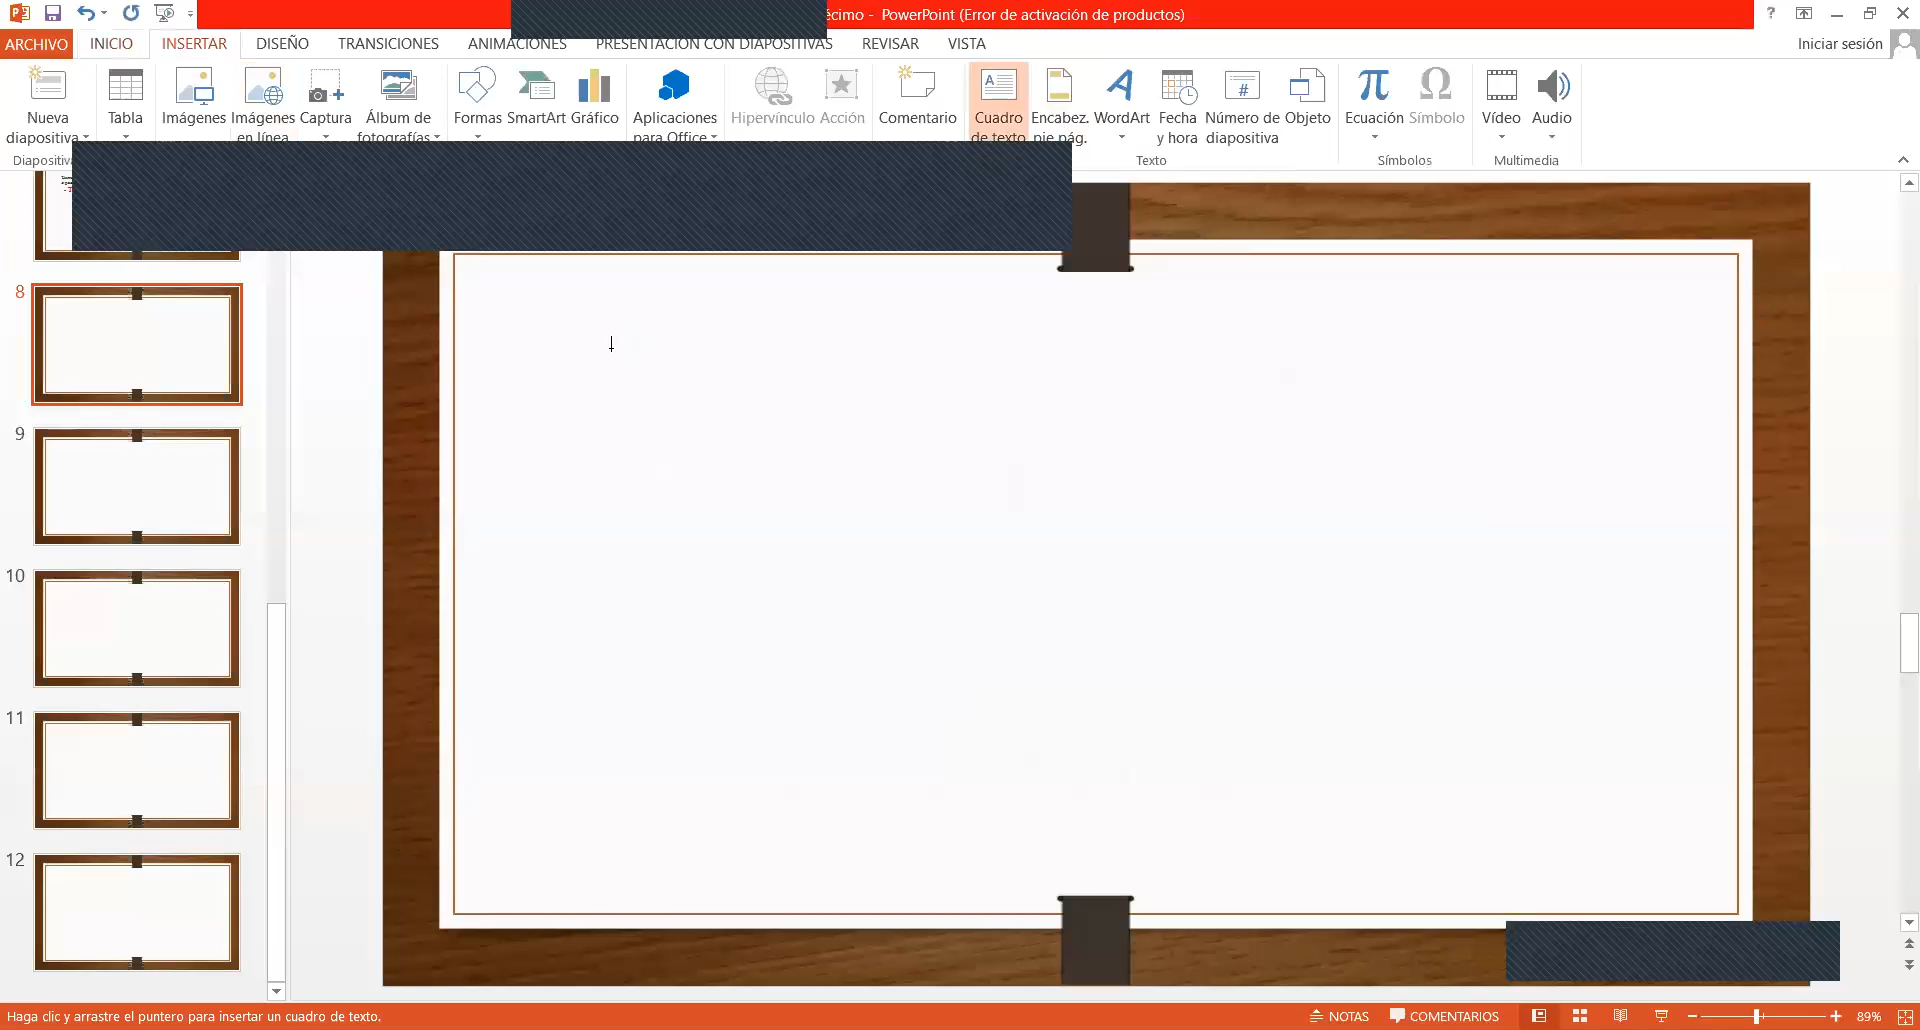 écimo - PowerPoint (Error de activación de productos)
ARCHIVO INICIO INSERTAR DISEÑO TRANSICIONES ANIMACIONES PRESENTACIÓN CON DIAPOSITIVAS REVISAR VISTA Iniciar sesión
Nueva diapositiva
Tabla
Imágenes
Imágenes en línea
Captura
Álbum de fotografías
Formas
SmartArt
Gráfico
Aplicaciones para Office
Hipervínculo
Acción
Comentario
Cuadro de texto
Encabez. pie pág.
WordArt
Fecha y hora
Número de diapositiva
Objeto
Ecuación
Símbolo
Vídeo
Audio
Diapositiv
Texto
Símbolos
Multimedia
8
9
10
11
12
Haga clic y arrastre el puntero para insertar un cuadro de texto.
NOTAS COMENTARIOS 89%